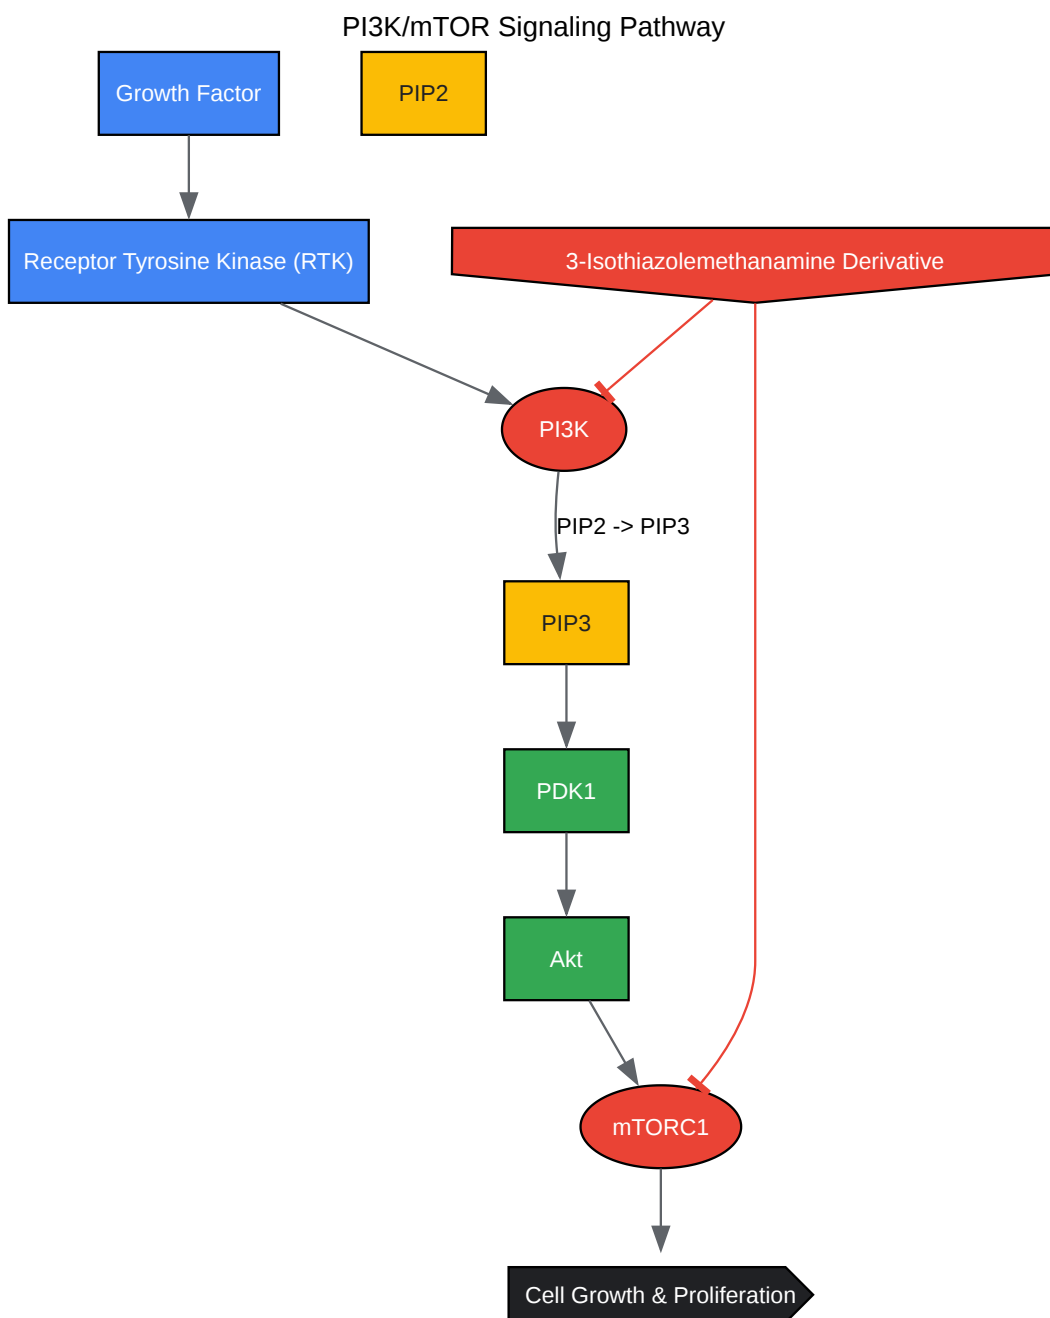 PI3K/mTOR Signaling Pathway
Growth Factor
PIP2
Receptor Tyrosine Kinase (RTK)
3-Isothiazolemethanamine Derivative
PI3K
PIP2 -> PIP3
PIP3
PDK1
Akt
mTORC1
Cell Growth & Proliferation